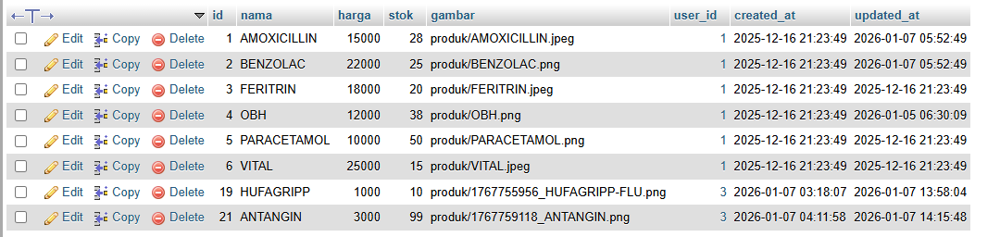 id nama harga stok gambar user_id created_at updated_at
Edit Copy Delete 1 AMOXICILLIN 15000 28 produk/AMOXICILLIN.jpeg 1 2025-12-16 21:23:49 2026-01-07 05:52:49
Edit Copy Delete 2 BENZOLAC 22000 25 produk/BENZOLAC.png 1 2025-12-16 21:23:49 2026-01-07 05:52:49
Edit Copy Delete 3 FERITRIN 18000 20 produk/FERITRIN.jpeg 1 2025-12-16 21:23:49 2025-12-16 21:23:49
Edit Copy Delete 4 OBH 12000 38 produk/OBH.png 1 2025-12-16 21:23:49 2026-01-05 06:30:09
Edit Copy Delete 5 PARACETAMOL 10000 50 produk/PARACETAMOL.png 1 2025-12-16 21:23:49 2025-12-16 21:23:49
Edit Copy Delete 6 VITAL 25000 15 produk/VITAL.jpeg 1 2025-12-16 21:23:49 2025-12-16 21:23:49
Edit Copy Delete 19 HUFAGRIPP 1000 10 produk/1767755956_HUFAGRIPP-FLU.png 3 2026-01-07 03:18:07 2026-01-07 13:58:04
Edit Copy Delete 21 ANTANGIN 3000 99 produk/1767759118_ANTANGIN.png 3 2026-01-07 04:11:58 2026-01-07 14:15:48